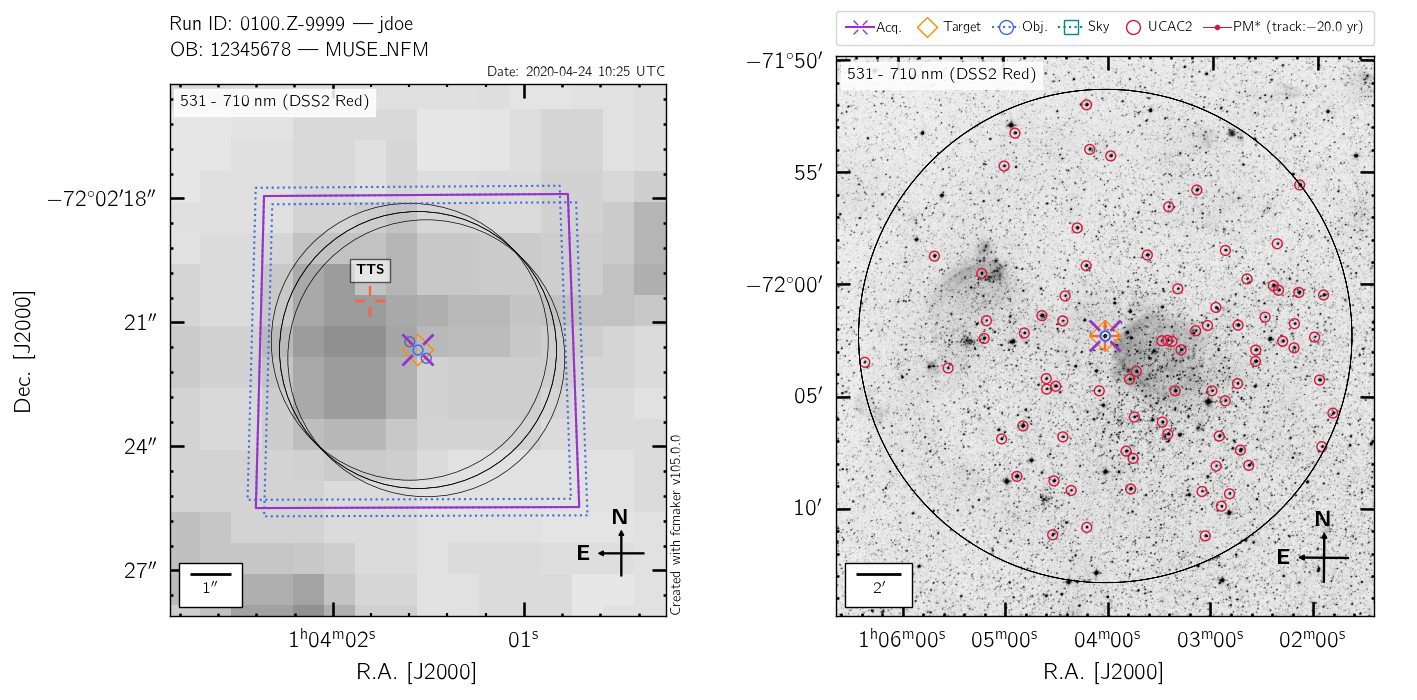 Run ID: 0100.Z-9999 — jdoe
OB: 12345678 — MUSE_NFM
Date: 2020-04-24 10:25 UTC
531 - 710 nm (DSS2 Red)
TTS
−72°02′18″
21″
24″
27″
Dec. [J2000]
1″
N
E
Created with fcmaker v105.0.0
1ʰ04ᵐ02ˢ
01ˢ
R.A. [J2000]
Acq.
Target
Obj.
Sky
UCAC2
PM* (track:−20.0 yr)
531 - 710 nm (DSS2 Red)
−71°50′
55′
−72°00′
05′
10′
2′
N
E
1ʰ06ᵐ00ˢ
05ᵐ00ˢ
04ᵐ00ˢ
03ᵐ00ˢ
02ᵐ00ˢ
R.A. [J2000]